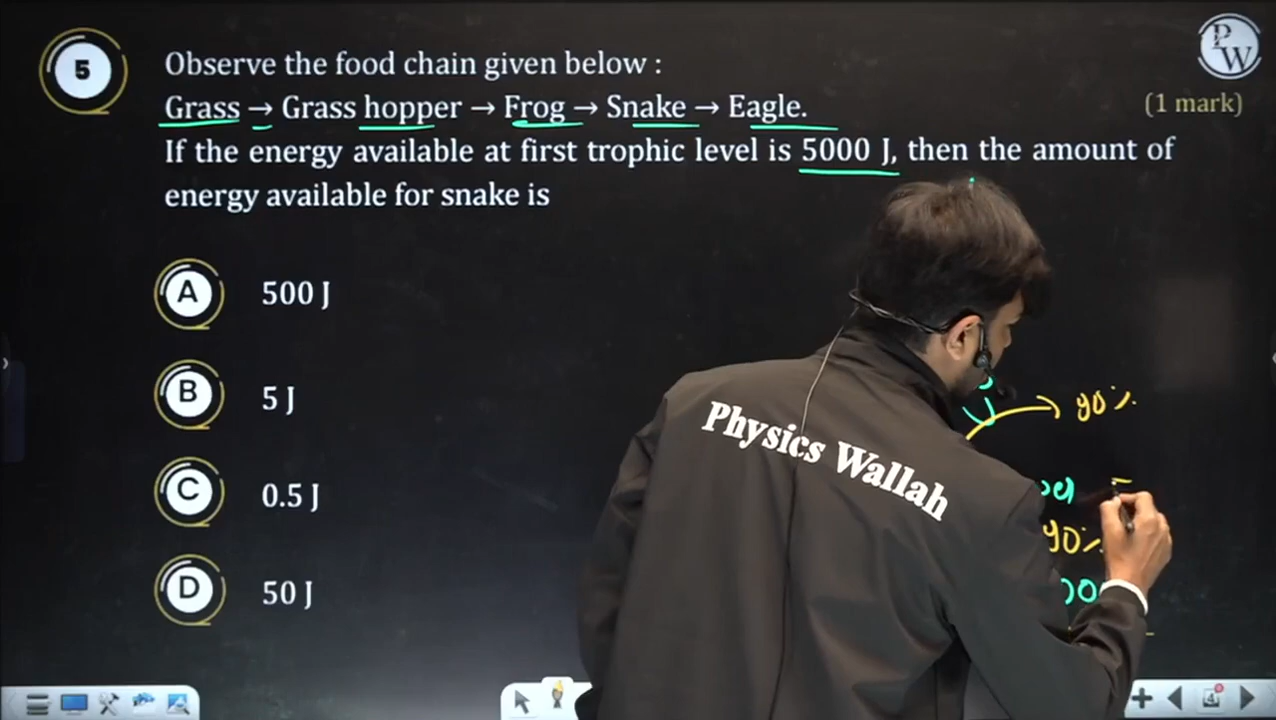 5
Observe the food chain given below :
PW
Grass → Grass hopper → Frog → Snake → Eagle.
(1 mark)
If the energy available at first trophic level is 5000 J, then the amount of
energy available for snake is
A 500 J
B 5 J
C 0.5 J
D 50 J
Physics Wallah
90%
90%